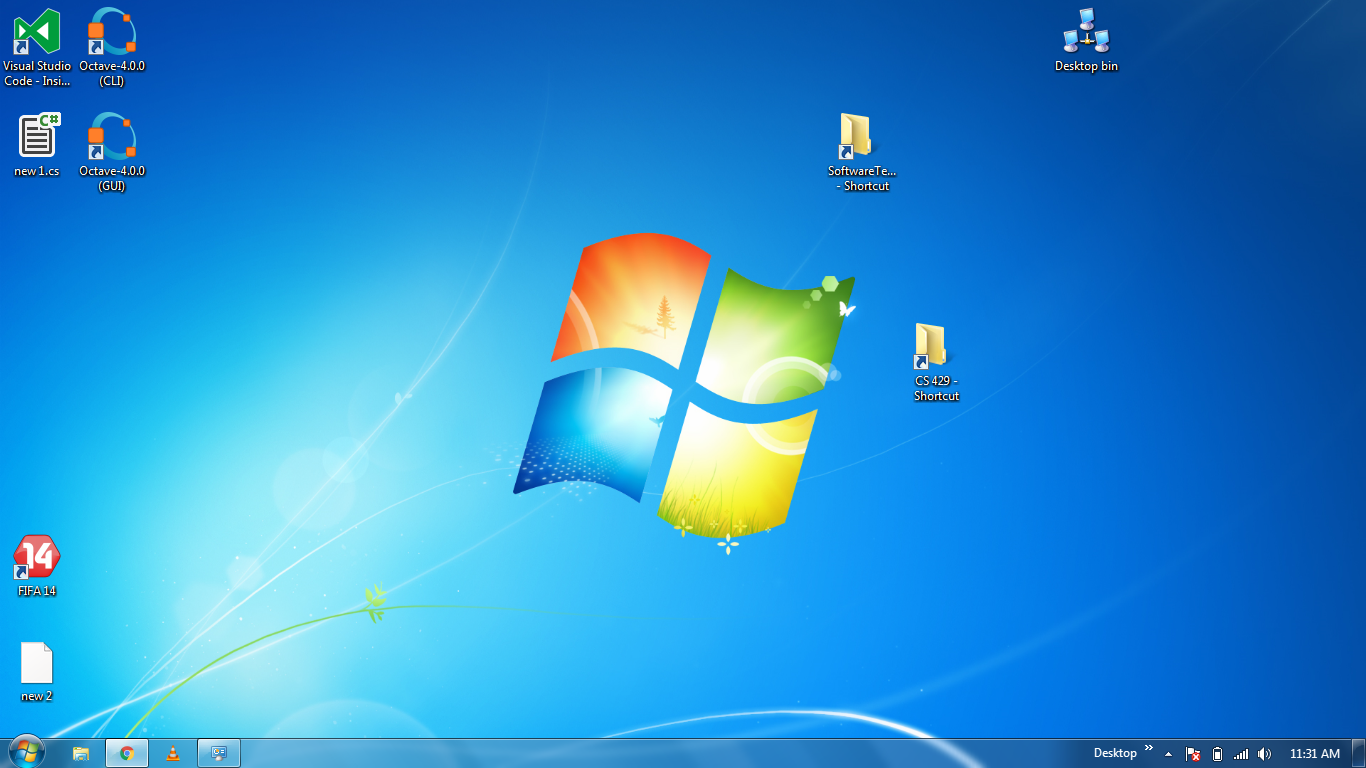 Visual Studio
Code - Insi...
Octave-4.0.0
(CLI)
Desktop bin
C#
new 1.cs
Octave-4.0.0
(GUI)
SoftwareTe...
- Shortcut
CS 429 -
Shortcut
14
FIFA 14
new 2
Desktop
11:31 AM